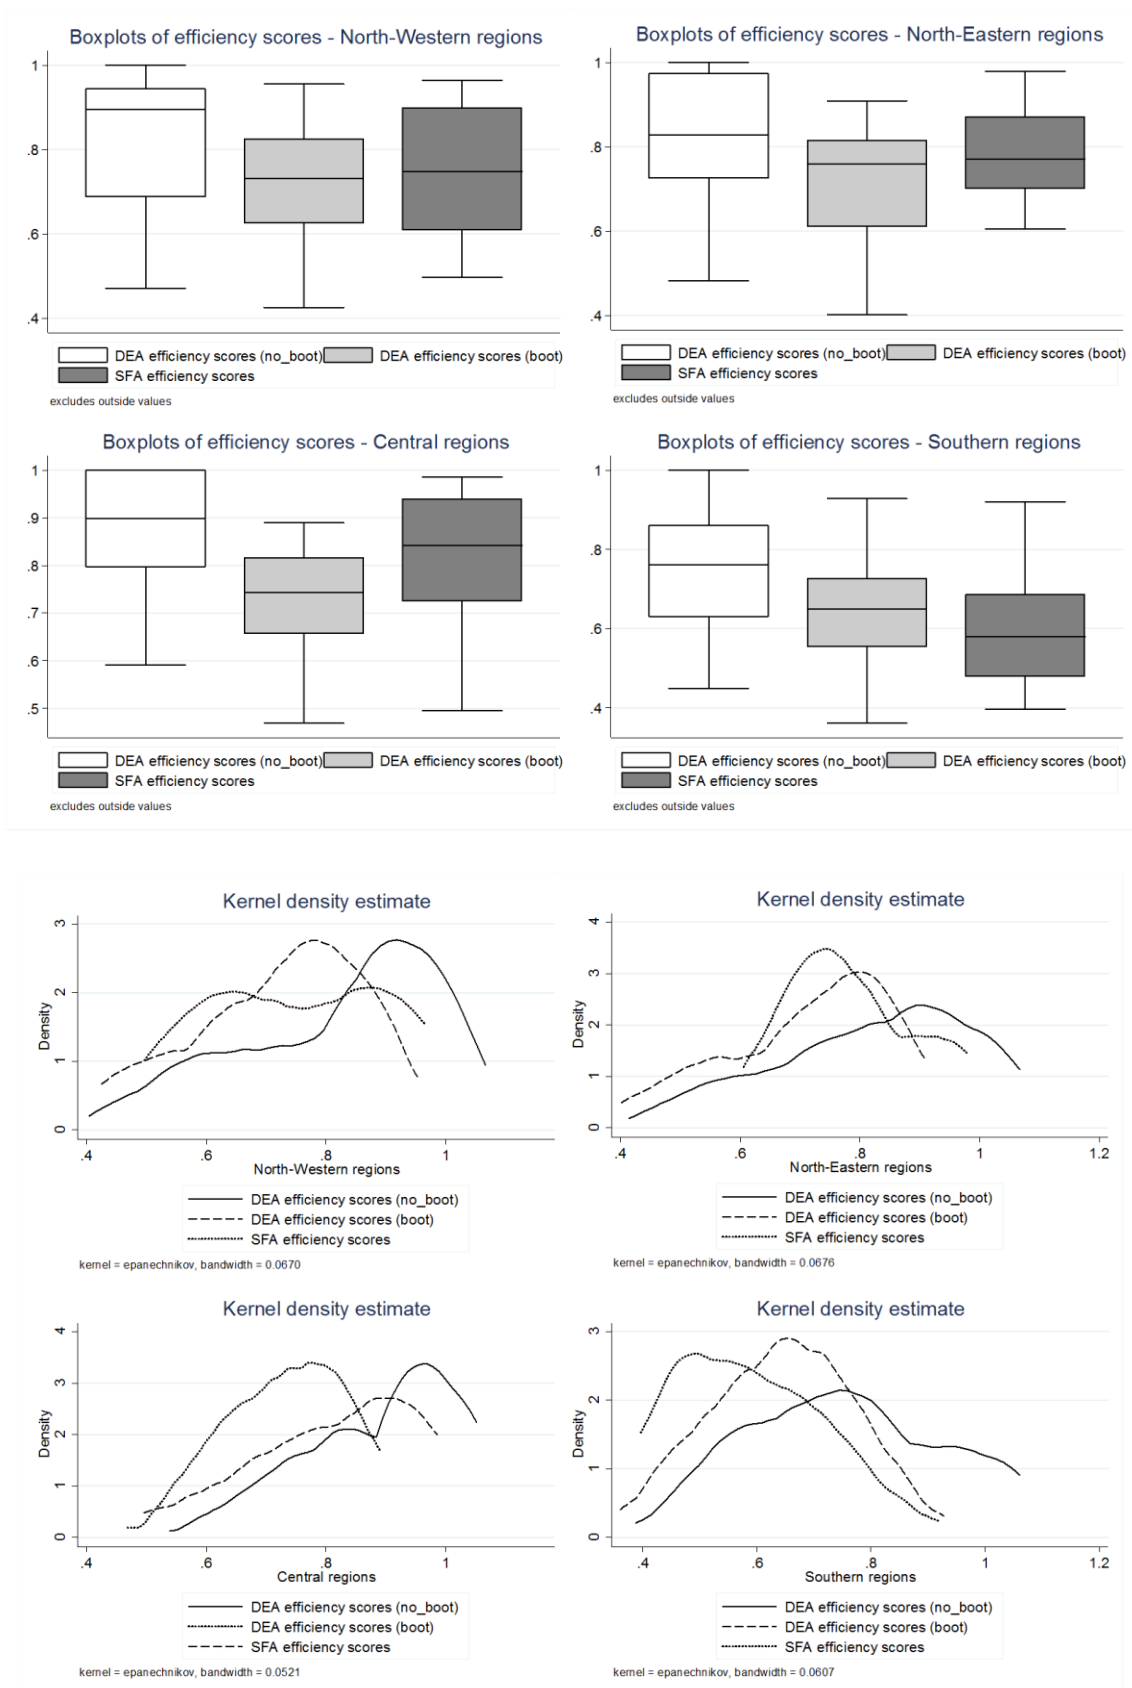 Boxplots of efficiency scores - North-Western regions
1
.8
.6
.4
DEA efficiency scores (no_boot) DEA efficiency scores (boot)
SFA efficiency scores
excludes outside values
Boxplots of efficiency scores - North-Eastern regions
1
.8
.6
.4
DEA efficiency scores (no_boot) DEA efficiency scores (boot)
SFA efficiency scores
excludes outside values
Boxplots of efficiency scores - Central regions
1
.9
.8
.7
.6
.5
DEA efficiency scores (no_boot) DEA efficiency scores (boot)
SFA efficiency scores
excludes outside values
Boxplots of efficiency scores - Southern regions
1
.8
.6
.4
DEA efficiency scores (no_boot) DEA efficiency scores (boot)
SFA efficiency scores
excludes outside values
Kernel density estimate
3
2
1
0
Density
.4 .6 .8 1
North-Western regions
DEA efficiency scores (no_boot)
DEA efficiency scores (boot)
SFA efficiency scores
kernel = epanechnikov, bandwidth = 0.0670
Kernel density estimate
4
3
2
1
0
Density
.4 .6 .8 1 1.2
North-Eastern regions
DEA efficiency scores (no_boot)
DEA efficiency scores (boot)
SFA efficiency scores
kernel = epanechnikov, bandwidth = 0.0676
Kernel density estimate
4
3
2
1
0
Density
.4 .6 .8 1
Central regions
DEA efficiency scores (no_boot)
DEA efficiency scores (boot)
SFA efficiency scores
kernel = epanechnikov, bandwidth = 0.0521
Kernel density estimate
3
2
1
0
Density
.4 .6 .8 1 1.2
Southern regions
DEA efficiency scores (no_boot)
DEA efficiency scores (boot)
SFA efficiency scores
kernel = epanechnikov, bandwidth = 0.0607